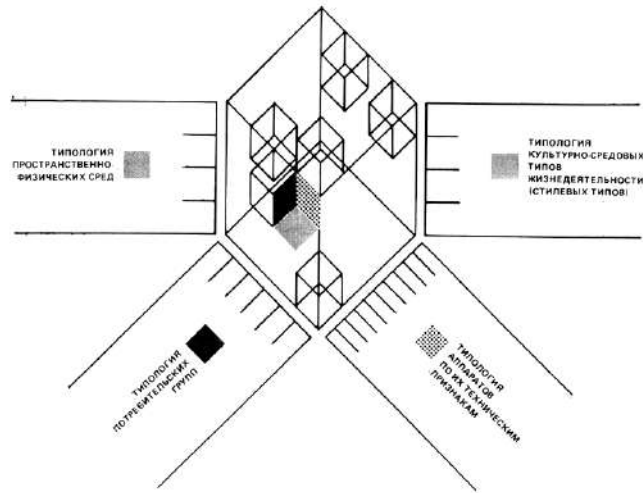 ТИПОЛОГИЯ
ПРОСТРАНСТВЕННО-
ФИЗИЧЕСКИХ СРЕД
ТИПОЛОГИЯ
КУЛЬТУРНО-СРЕДОВЫХ
ТИПОВ
ЖИЗНЕДЕЯТЕЛЬНОСТИ
(СТИЛЕВЫХ ТИПОВ)
ТИПОЛОГИЯ
ПОТРЕБИТЕЛЬСКИХ
ГРУПП
ТИПОЛОГИЯ
АППАРАТОВ
ПО ИХ ТЕХНИЧЕСКИМ
ПРИЗНАКАМ